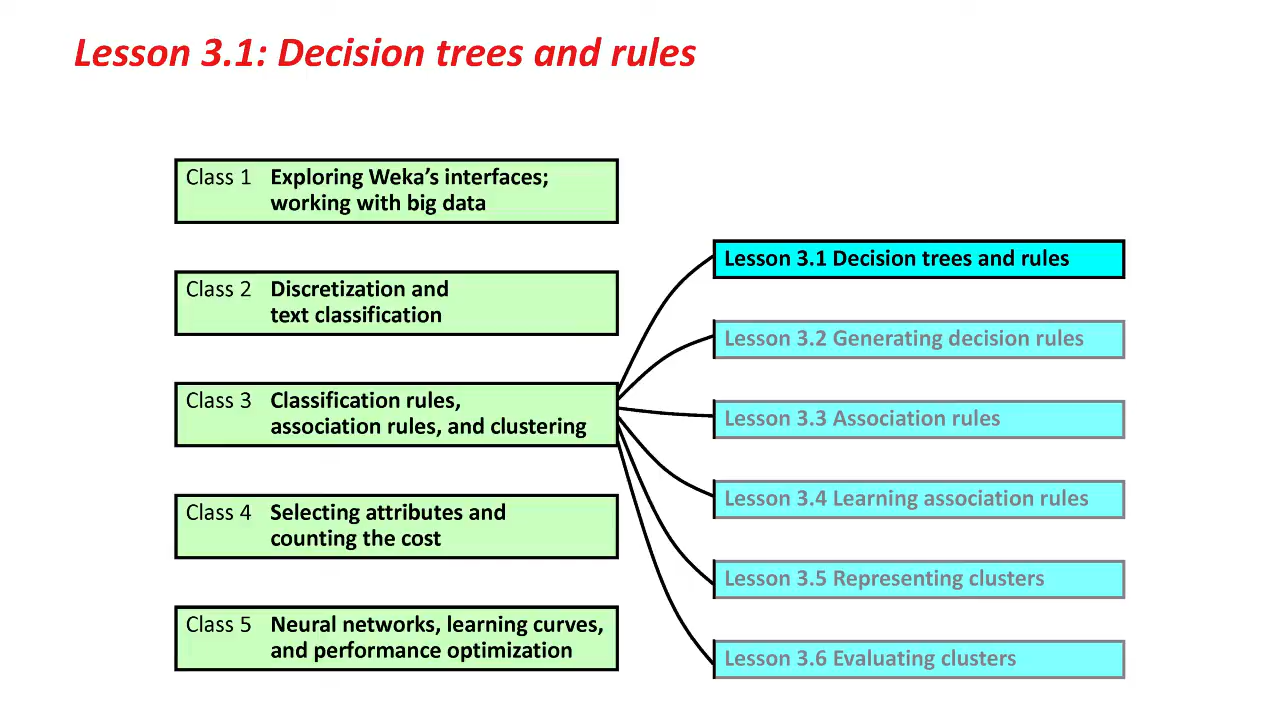 Lesson 3.1: Decision trees and rules
Class 1 Exploring Weka’s interfaces;
working with big data
Class 2 Discretization and
text classification
Class 3 Classification rules,
association rules, and clustering
Class 4 Selecting attributes and
counting the cost
Class 5 Neural networks, learning curves,
and performance optimization
Lesson 3.1 Decision trees and rules
Lesson 3.2 Generating decision rules
Lesson 3.3 Association rules
Lesson 3.4 Learning association rules
Lesson 3.5 Representing clusters
Lesson 3.6 Evaluating clusters